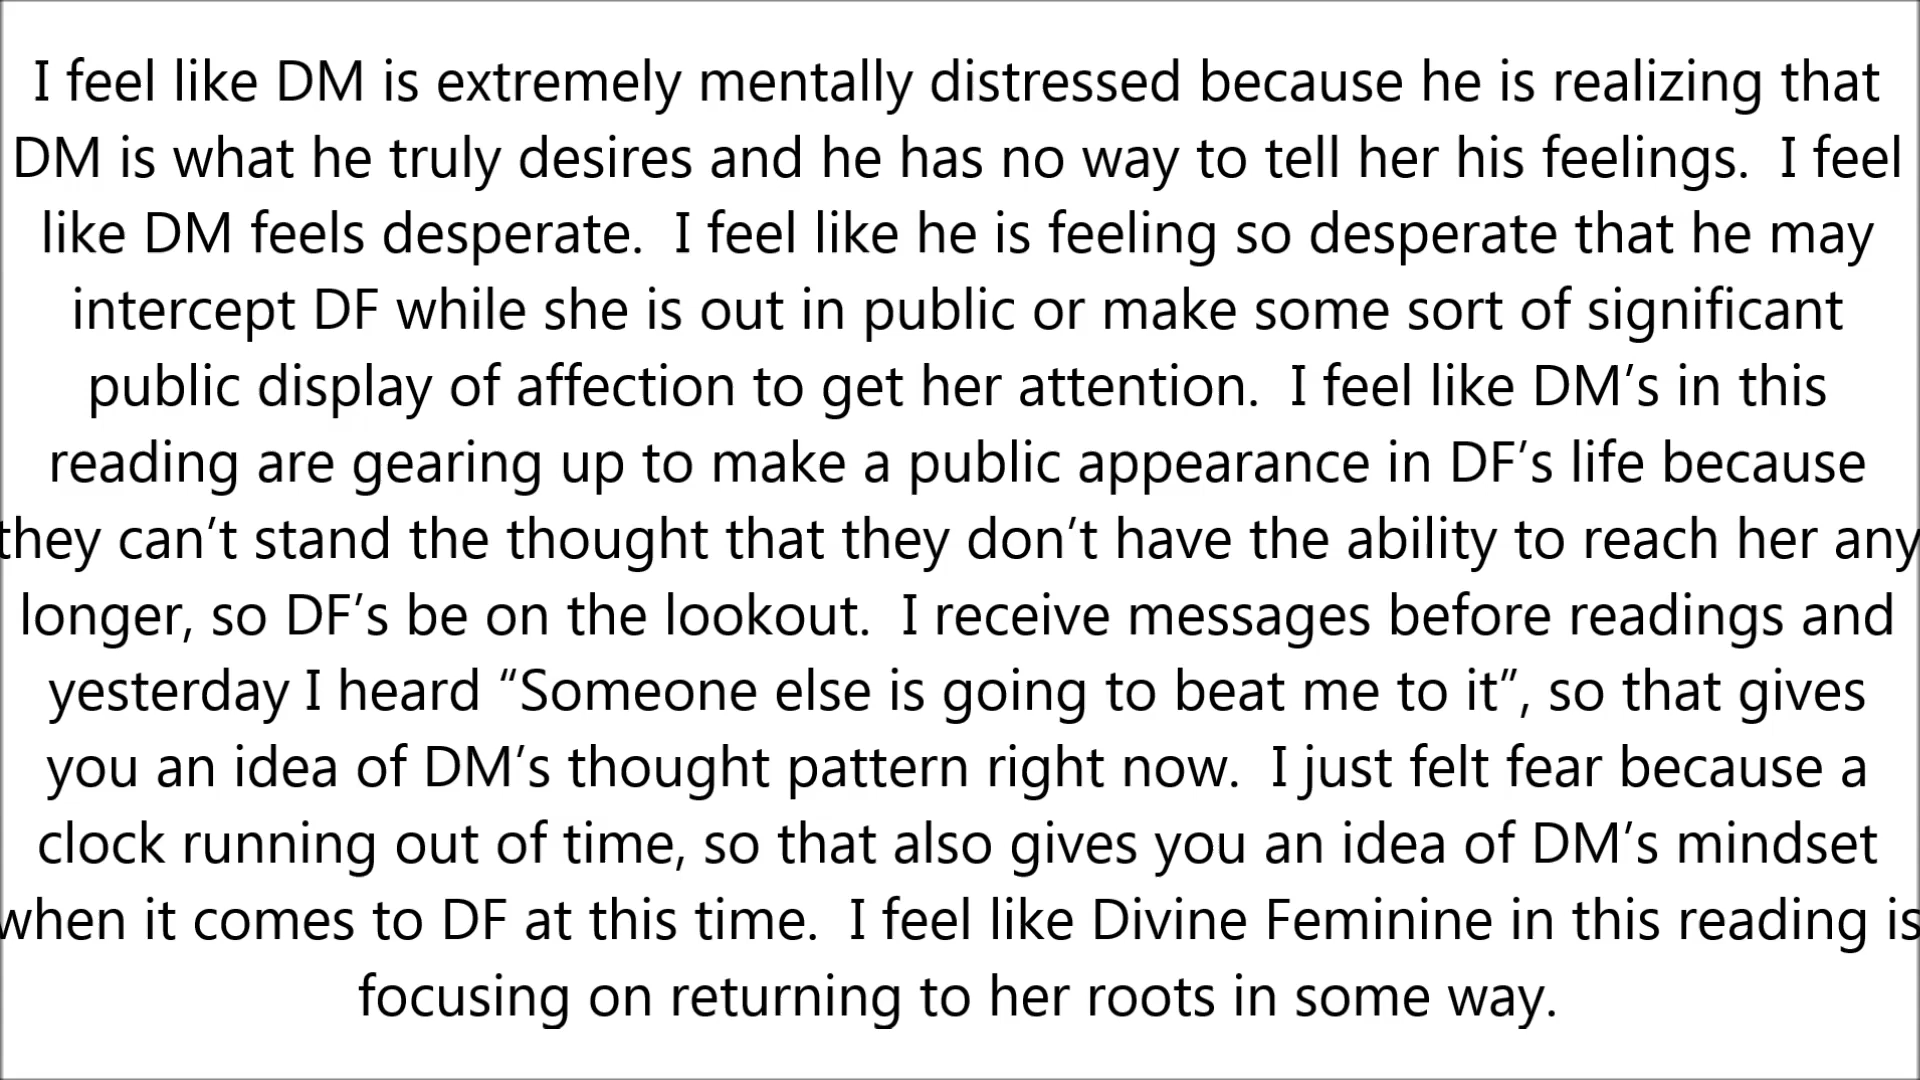 I feel like DM is extremely mentally distressed because he is realizing that
DM is what he truly desires and he has no way to tell her his feelings.  I feel
like DM feels desperate.  I feel like he is feeling so desperate that he may
intercept DF while she is out in public or make some sort of significant
public display of affection to get her attention.  I feel like DM’s in this
reading are gearing up to make a public appearance in DF’s life because
they can’t stand the thought that they don’t have the ability to reach her any
longer, so DF’s be on the lookout.  I receive messages before readings and
yesterday I heard “Someone else is going to beat me to it”, so that gives
you an idea of DM’s thought pattern right now.  I just felt fear because a
clock running out of time, so that also gives you an idea of DM’s mindset
when it comes to DF at this time.  I feel like Divine Feminine in this reading is
focusing on returning to her roots in some way.